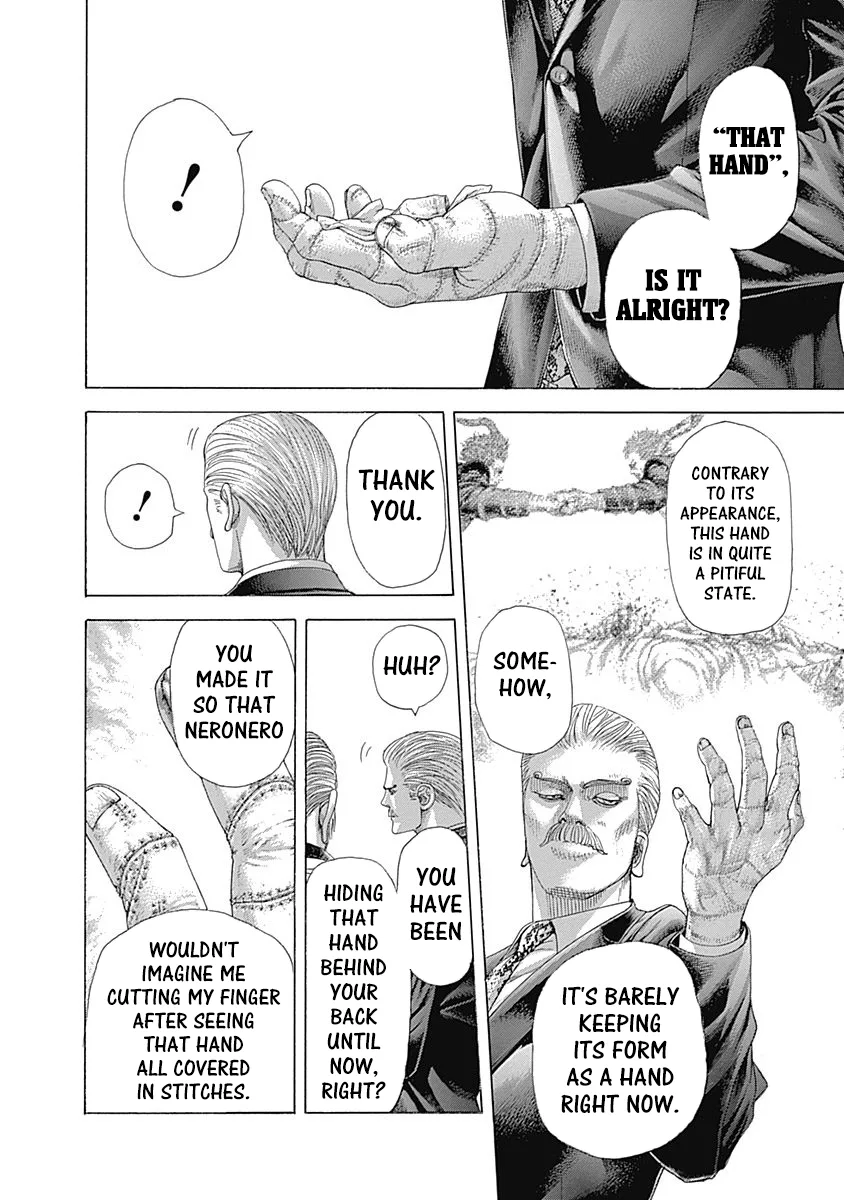 “THAT
HAND”,
IS IT
ALRIGHT?
!
CONTRARY
TO ITS
APPEARANCE,
THIS HAND
IS IN QUITE
A PITIFUL
STATE.
SOME-
HOW,
IT'S BARELY
KEEPING
ITS FORM
AS A HAND
RIGHT NOW.
THANK
YOU.
!
HUH?
YOU
HAVE
BEEN
HIDING
THAT
HAND
BEHIND
YOUR
BACK
UNTIL
NOW,
RIGHT?
YOU
MADE IT
SO THAT
NERONERO
WOULDN'T
IMAGINE ME
CUTTING MY FINGER
AFTER SEEING
THAT HAND
ALL COVERED
IN STITCHES.